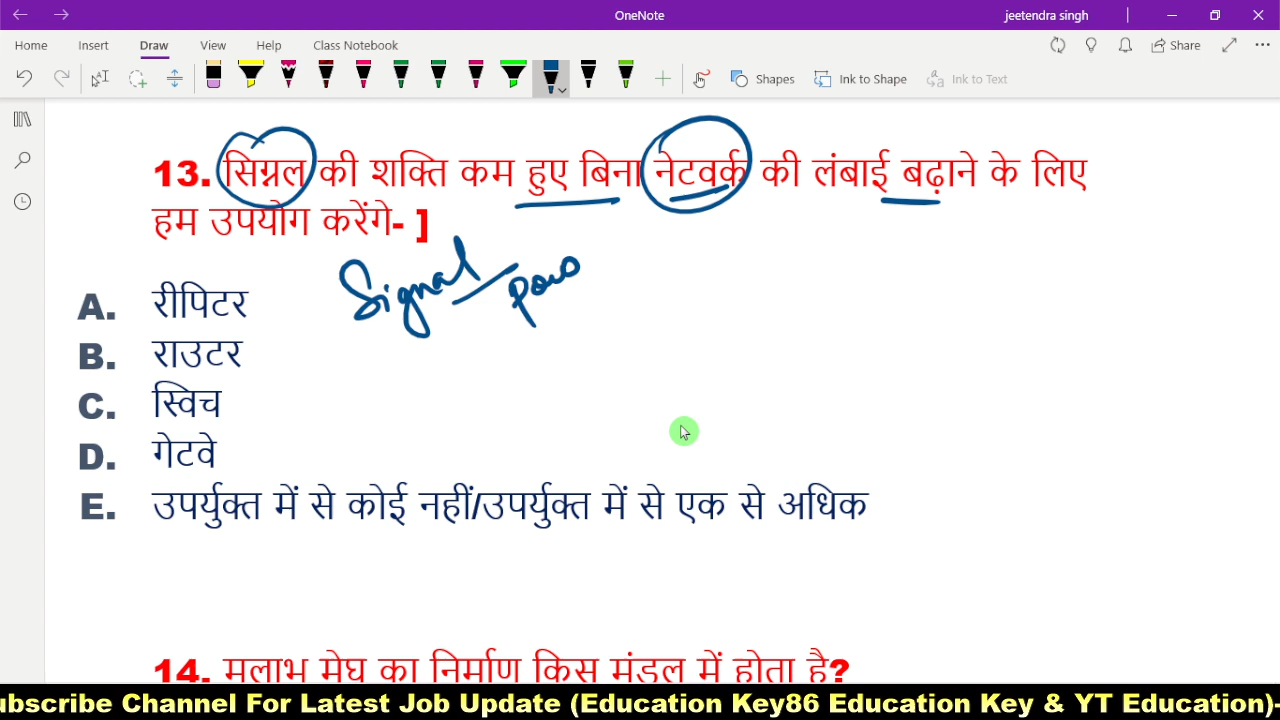 OneNote
jeetendra singh
Home Insert Draw View Help Class Notebook
Share
Shapes Ink to Shape Ink to Text
13. सिग्नल की शक्ति कम हुए बिना नेटवर्क की लंबाई बढ़ाने के लिए
हम उपयोग करेंगे- ]
Signal
A. रीपिटर
B. राउटर
C. स्विच
D. गेटवे
E. उपर्युक्त में से कोई नहीं/उपर्युक्त में से एक से अधिक
14. मलाभ मेघ का निर्माण किस मंडल में होता है?
ubscribe Channel For Latest Job Update (Education Key86 Education Key & YT Education)-